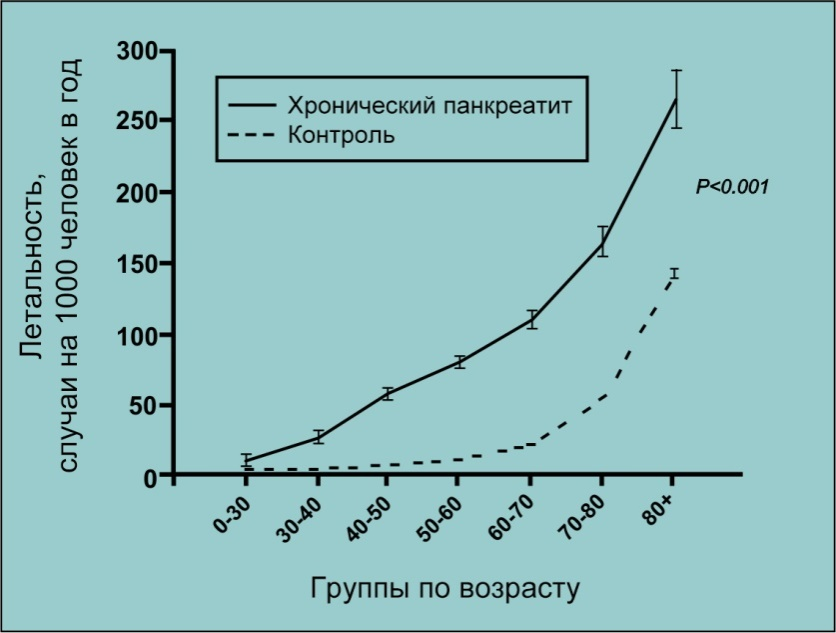 300
250
200
150
100
50
0
Летальность,
случаи на 1000 человек в год
Хронический панкреатит
Контроль
P<0.001
0-30
30-40
40-50
50-60
60-70
70-80
80+
Группы по возрасту